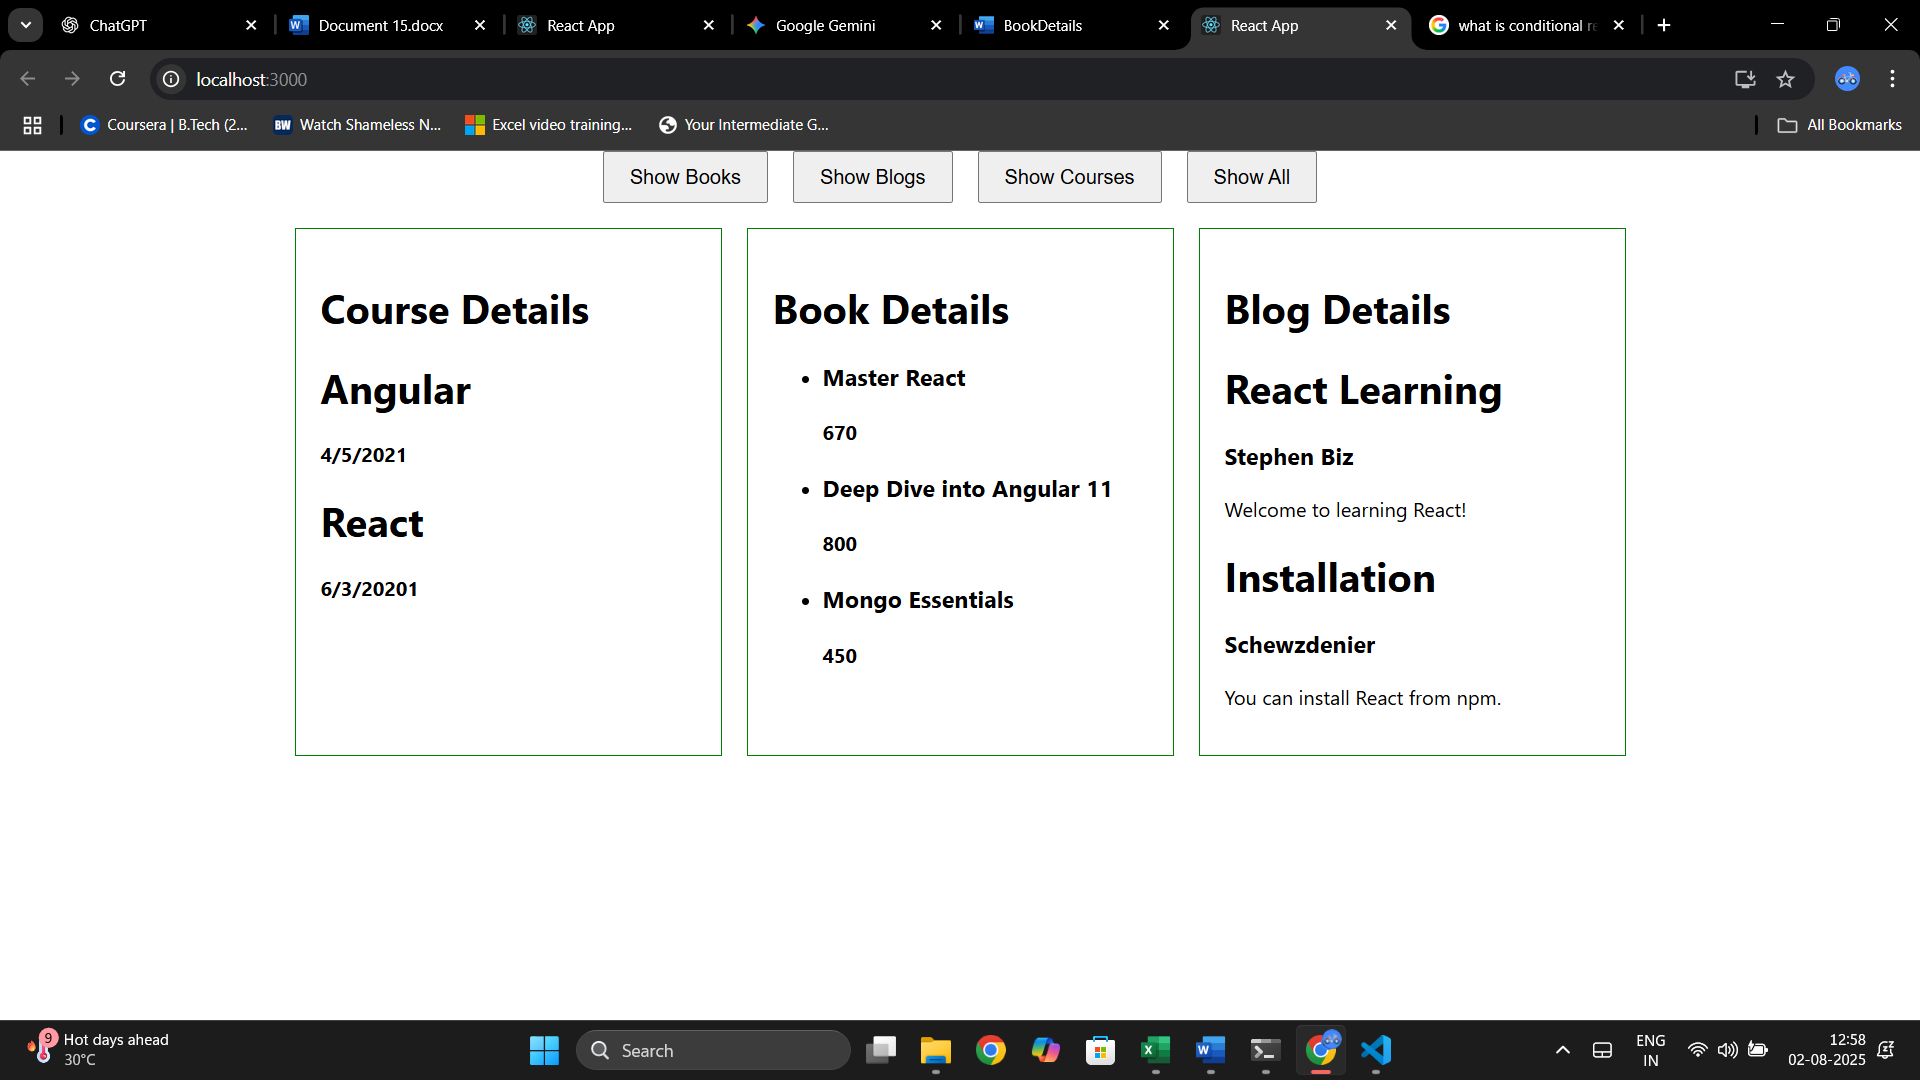 ChatGPT
Document 15.docx
React App
Google Gemini
BookDetails
React App
what is conditional re
localhost:3000
Coursera | B.Tech (2...
BW Watch Shameless N...
Excel video training...
Your Intermediate G...
All Bookmarks
Show Books
Show Blogs
Show Courses
Show All
Course Details
Angular
4/5/2021
React
6/3/20201
Book Details
Master React
670
Deep Dive into Angular 11
800
Mongo Essentials
450
Blog Details
React Learning
Stephen Biz
Welcome to learning React!
Installation
Schewzdenier
You can install React from npm.
9
Hot days ahead
30°C
Search
ENG
IN
12:58
02-08-2025